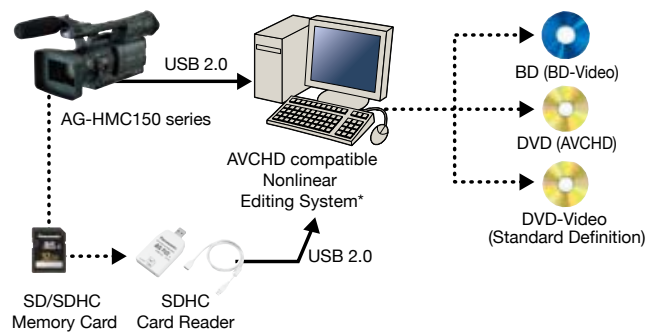 USB 2.0
AG-HMC150 series
AVCHD compatible
Nonlinear
Editing System*
BD (BD-Video)
DVD (AVCHD)
DVD-Video
(Standard Definition)
USB 2.0
SD/SDHC
Memory Card
SDHC
Card Reader